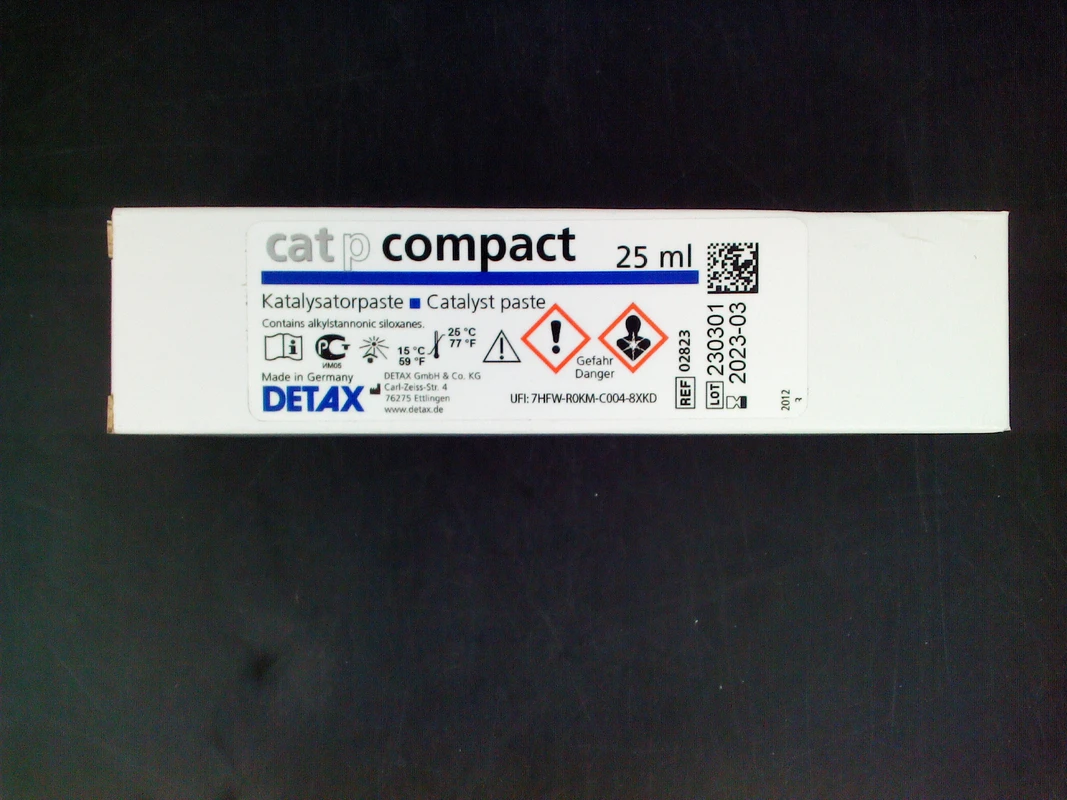 cat p compact 25 ml
Katalysatorpaste ■ Catalyst paste
Contains alkylstannonic siloxanes.
15 °C
59 °F
25 °C
77 °F
ИМ05
Gefahr
Danger
Made in Germany
DETAX
DETAX GmbH & Co. KG
Carl-Zeiss-Str. 4
76275 Ettlingen
www.detax.de
UFI: 7HFW-R0KM-C004-8XKD
REF 02823
LOT 230301
2023-03
2012